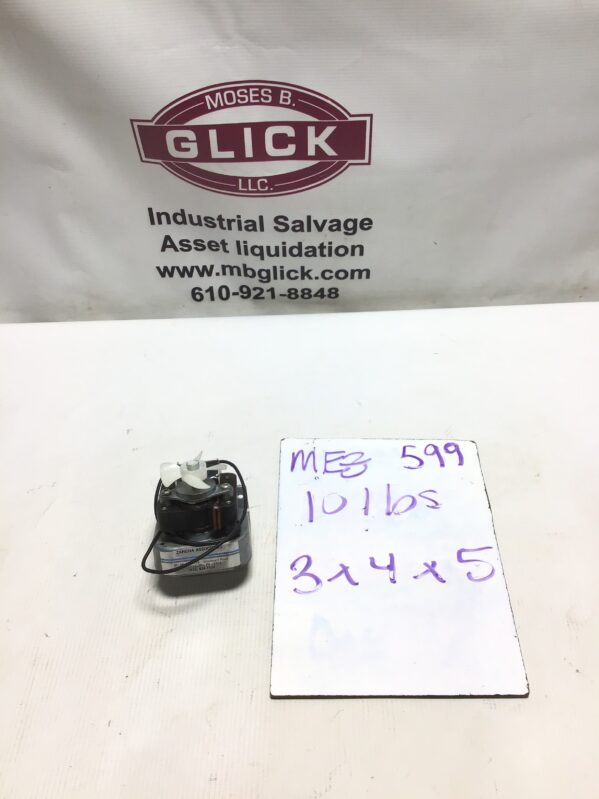 MOSES B.
GLICK
LLC.
Industrial Salvage
Asset liquidation
www.mbglick.com
610-921-8848
MEZ 599
10 lbs
3 x 4 x 5